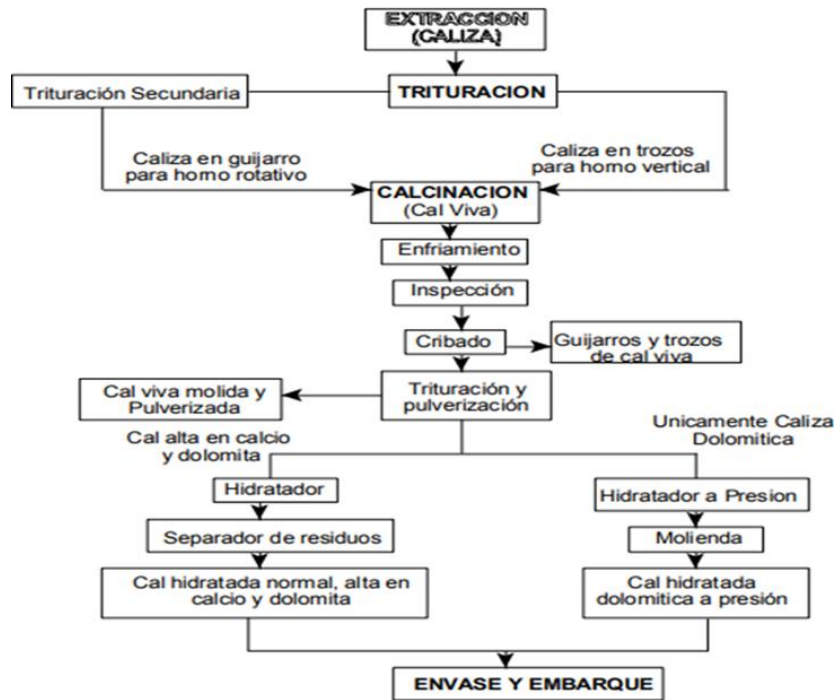 EXTRACCION
(CALIZA)
Trituración Secundaria
TRITURACION
Caliza en guijarro
para horno rotativo
Caliza en trozos
para horno vertical
CALCINACION
(Cal Viva)
Enfriamiento
Inspección
Cribado
Guijarros y trozos
de cal viva
Cal viva molida y
Pulverizada
Trituración y
pulverización
Cal alta en calcio
y dolomita
Unicamente Caliza
Dolomitica
Hidratador
Hidratador a Presion
Separador de residuos
Molienda
Cal hidratada normal, alta en
calcio y dolomita
Cal hidratada
dolomitica a presión
ENVASE Y EMBARQUE